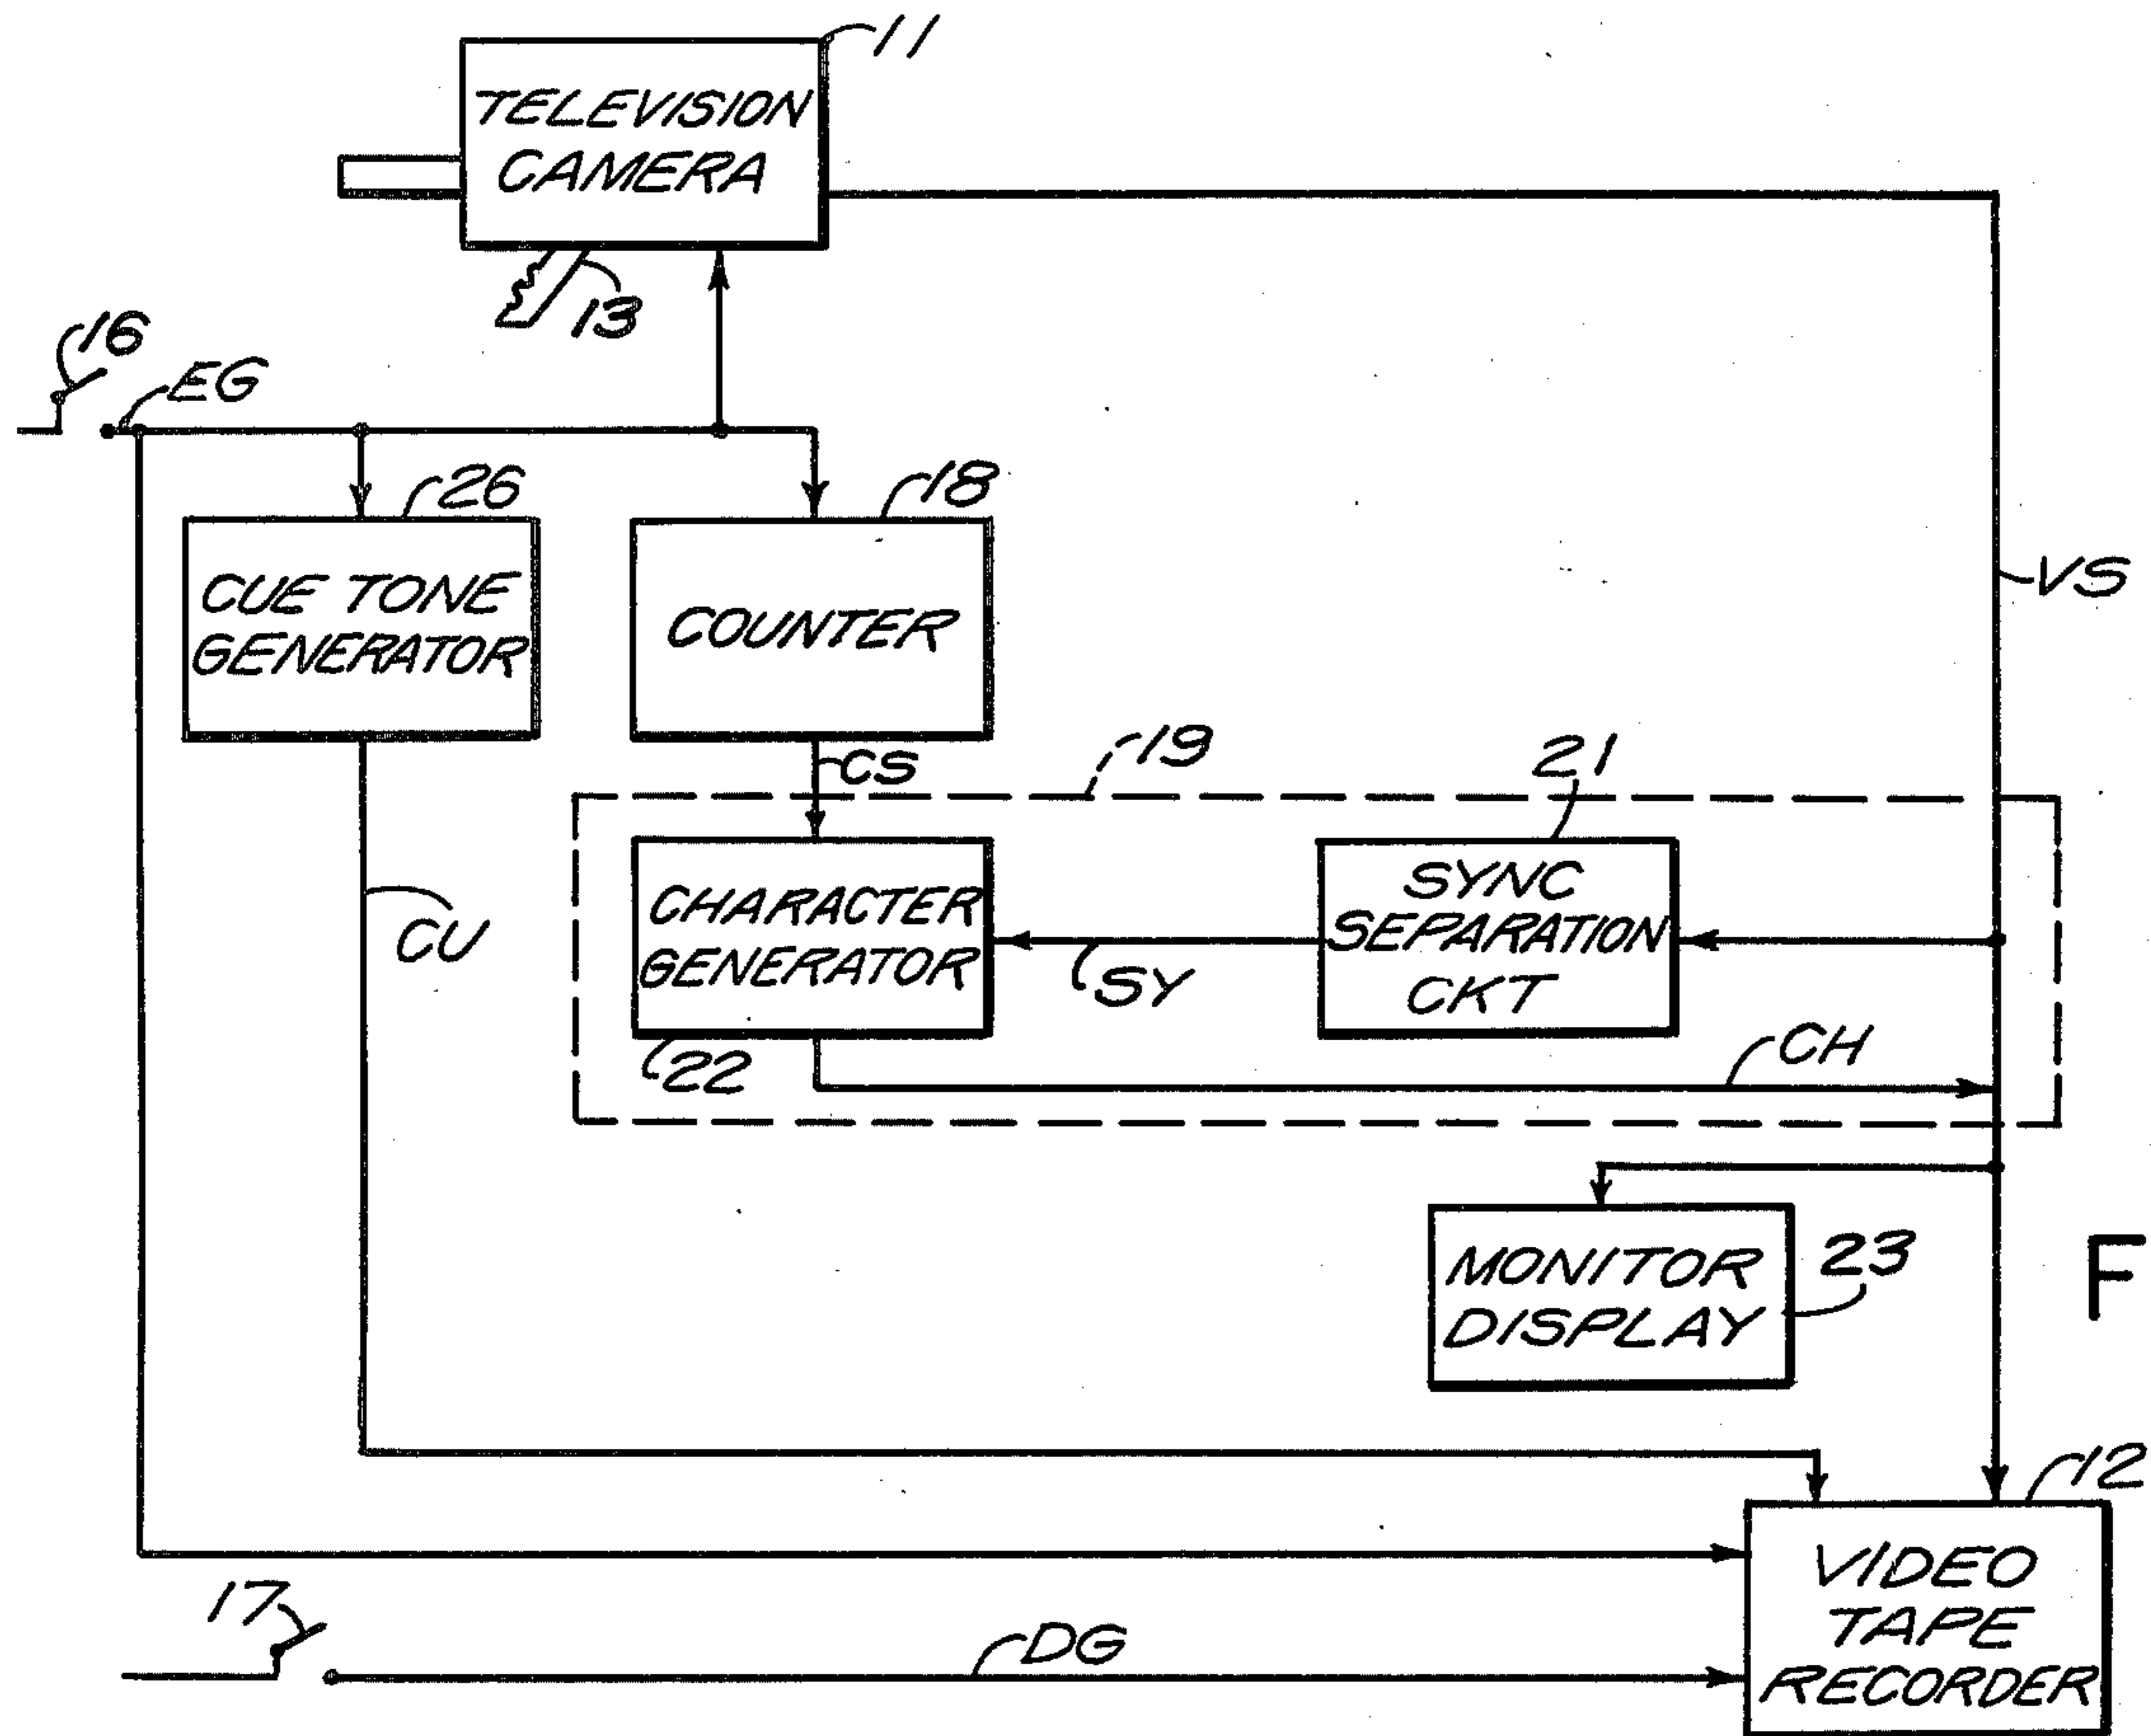 11
TELEVISION
CAMERA
13
16
EG
26
18
CUE TONE
GENERATOR
COUNTER
VS
CS
19
21
CHARACTER
GENERATOR
SYNC
SEPARATION
CKT
CU
SY
22
CH
MONITOR
DISPLAY
23
F
12
VIDEO
TAPE
RECORDER
17
DG